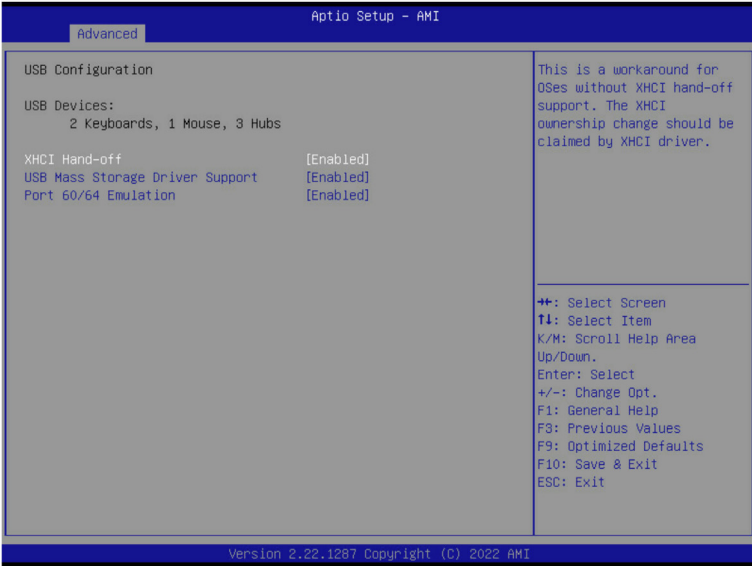 Aptio Setup – AMI
Advanced
USB Configuration
USB Devices:
2 Keyboards, 1 Mouse, 3 Hubs
XHCI Hand-off [Enabled]
USB Mass Storage Driver Support [Enabled]
Port 60/64 Emulation [Enabled]
This is a workaround for
OSes without XHCI hand-off
support. The XHCI
ownership change should be
claimed by XHCI driver.
→←: Select Screen
↑↓: Select Item
K/M: Scroll Help Area
Up/Down.
Enter: Select
+/-: Change Opt.
F1: General Help
F3: Previous Values
F9: Optimized Defaults
F10: Save & Exit
ESC: Exit
Version 2.22.1287 Copyright (C) 2022 AMI